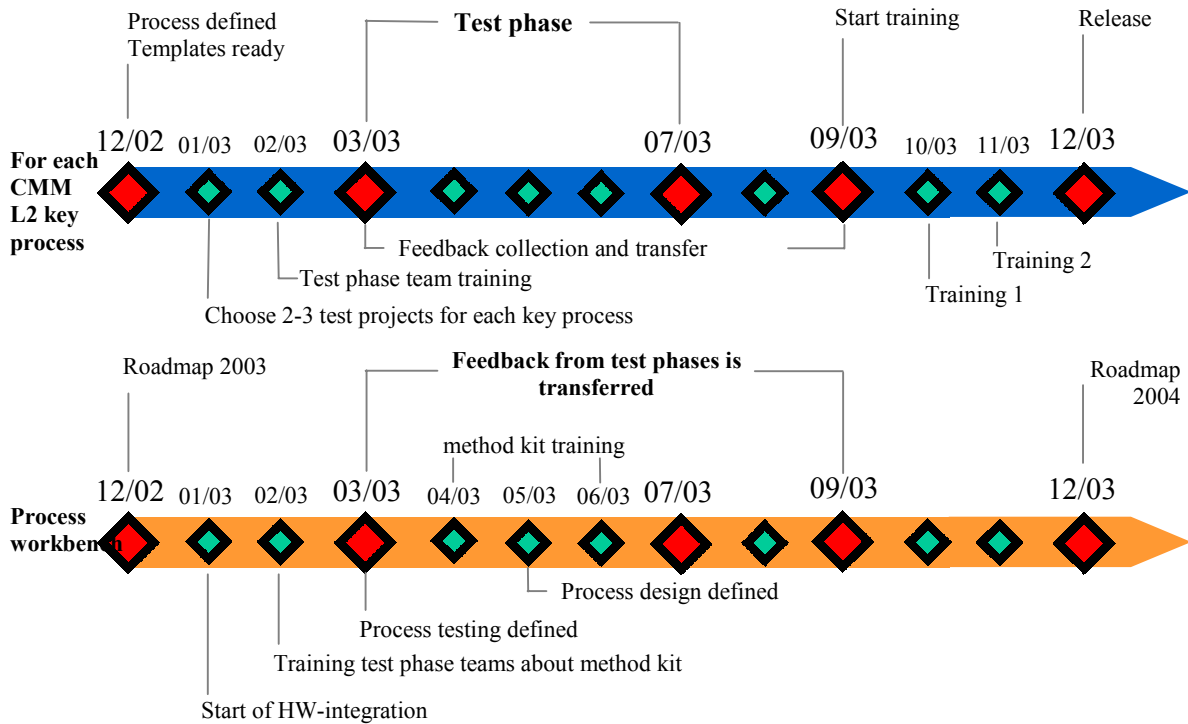 Process defined
Templates ready
Test phase
Start training
Release
12/02
01/03
02/03
03/03
07/03
09/03
10/03
11/03
12/03
For each
CMM
L2 key
process
Feedback collection and transfer
Test phase team training
Choose 2-3 test projects for each key process
Training 2
Training 1
Roadmap 2003
Feedback from test phases is
transferred
Roadmap
2004
method kit training
12/02
01/03
02/03
03/03
04/03
05/03
06/03
07/03
09/03
12/03
Process
workbench
Process design defined
Process testing defined
Training test phase teams about method kit
Start of HW-integration